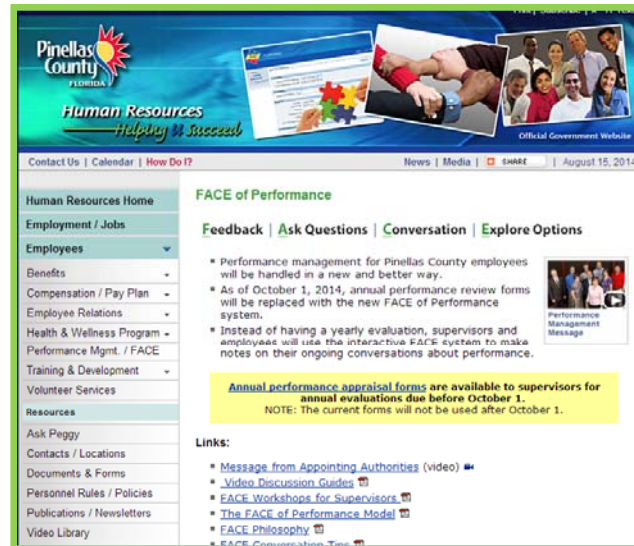 Pinellas
County
FLORIDA
Human Resources
Helping U Succeed
Official Government Website
Contact Us | Calendar | How Do I?
News | Media | SHARE | August 15, 2014
Human Resources Home
Employment / Jobs
Employees
Benefits
Compensation / Pay Plan
Employee Relations
Health & Wellness Program
Performance Mgmt. / FACE
Training & Development
Volunteer Services
Resources
Ask Peggy
Contacts / Locations
Documents & Forms
Personnel Rules / Policies
Publications / Newsletters
Video Library
FACE of Performance
Feedback | Ask Questions | Conversation | Explore Options
Performance management for Pinellas County employees
will be handled in a new and better way.
As of October 1, 2014, annual performance review forms
will be replaced with the new FACE of Performance
system.
Instead of having a yearly evaluation, supervisors and
employees will use the interactive FACE system to make
notes on their ongoing conversations about performance.
Performance
Management
Message
Annual performance appraisal forms are available to supervisors for
annual evaluations due before October 1.
NOTE: The current forms will not be used after October 1.
Links:
Message from Appointing Authorities (video)
Video Discussion Guides
FACE Workshops for Supervisors
The FACE of Performance Model
FACE Philosophy
FACE Conversation Tips